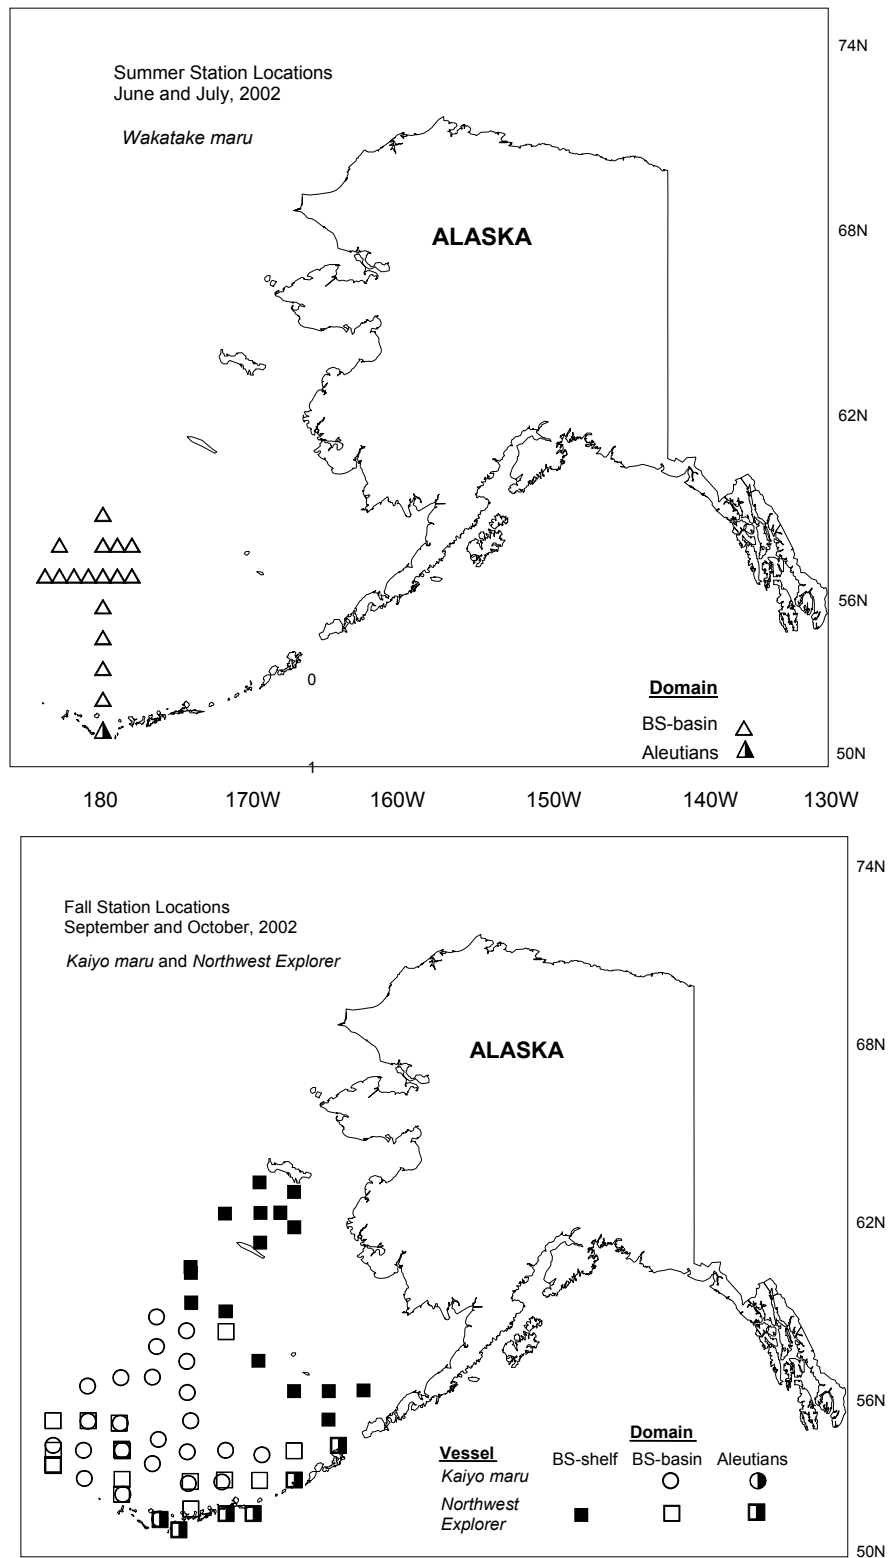 74N
Summer Station Locations
June and July, 2002
Wakatake maru
ALASKA
68N
62N
56N
0
Domain
BS-basin
Aleutians
50N
1
180 170W 160W 150W 140W 130W
74N
Fall Station Locations
September and October, 2002
Kaiyo maru and Northwest Explorer
ALASKA
68N
62N
56N
Domain
Vessel BS-shelf BS-basin Aleutians
Kaiyo maru
Northwest
Explorer
50N